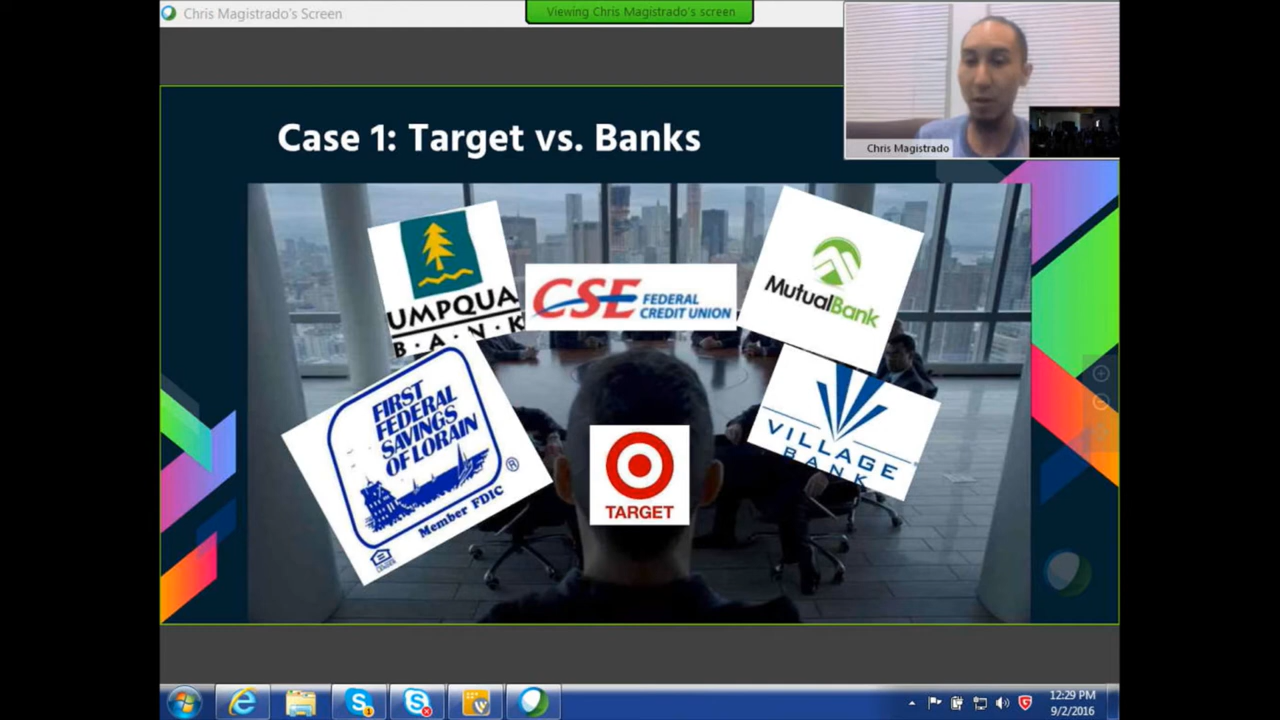 Chris Magistrado's Screen
Viewing Chris Magistrado's screen
Chris Magistrado
Case 1: Target vs. Banks
UMPQUA
B·A·N·K
CSE
FEDERAL
CREDIT UNION
MutualBank
FIRST
FEDERAL
SAVINGS
OF LORAIN
®
Member FDIC
VILLAGE
BANK
TARGET
12:29 PM
9/2/2016